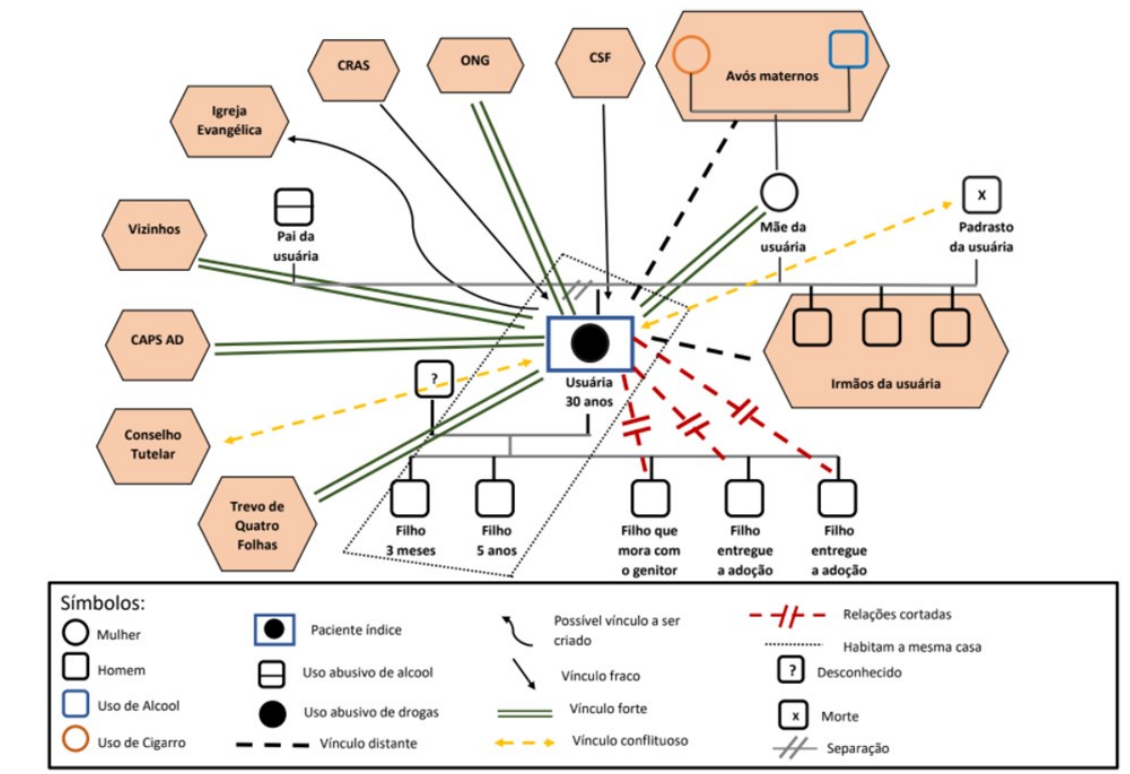 CRAS
ONG
CSF
Avós maternos
Igreja
Evangélica
Vizinhos
Pai da
usuária
Mãe da
usuária
x
Padrasto
da usuária
CAPS AD
?
Usuária
30 anos
Irmãos da usuária
Conselho
Tutelar
Trevo de
Quatro
Folhas
Filho
3 meses
Filho
5 anos
Filho que
mora com
o genitor
Filho
entregue
a adoção
Filho
entregue
a adoção
Símbolos:
Mulher
Homem
Uso de Alcool
Uso de Cigarro
Paciente índice
Uso abusivo de alcool
Uso abusivo de drogas
Vínculo distante
Possível vínculo a ser
criado
Vínculo fraco
Vínculo forte
Vínculo conflituoso
Relações cortadas
Habitam a mesma casa
? Desconhecido
x Morte
Separação